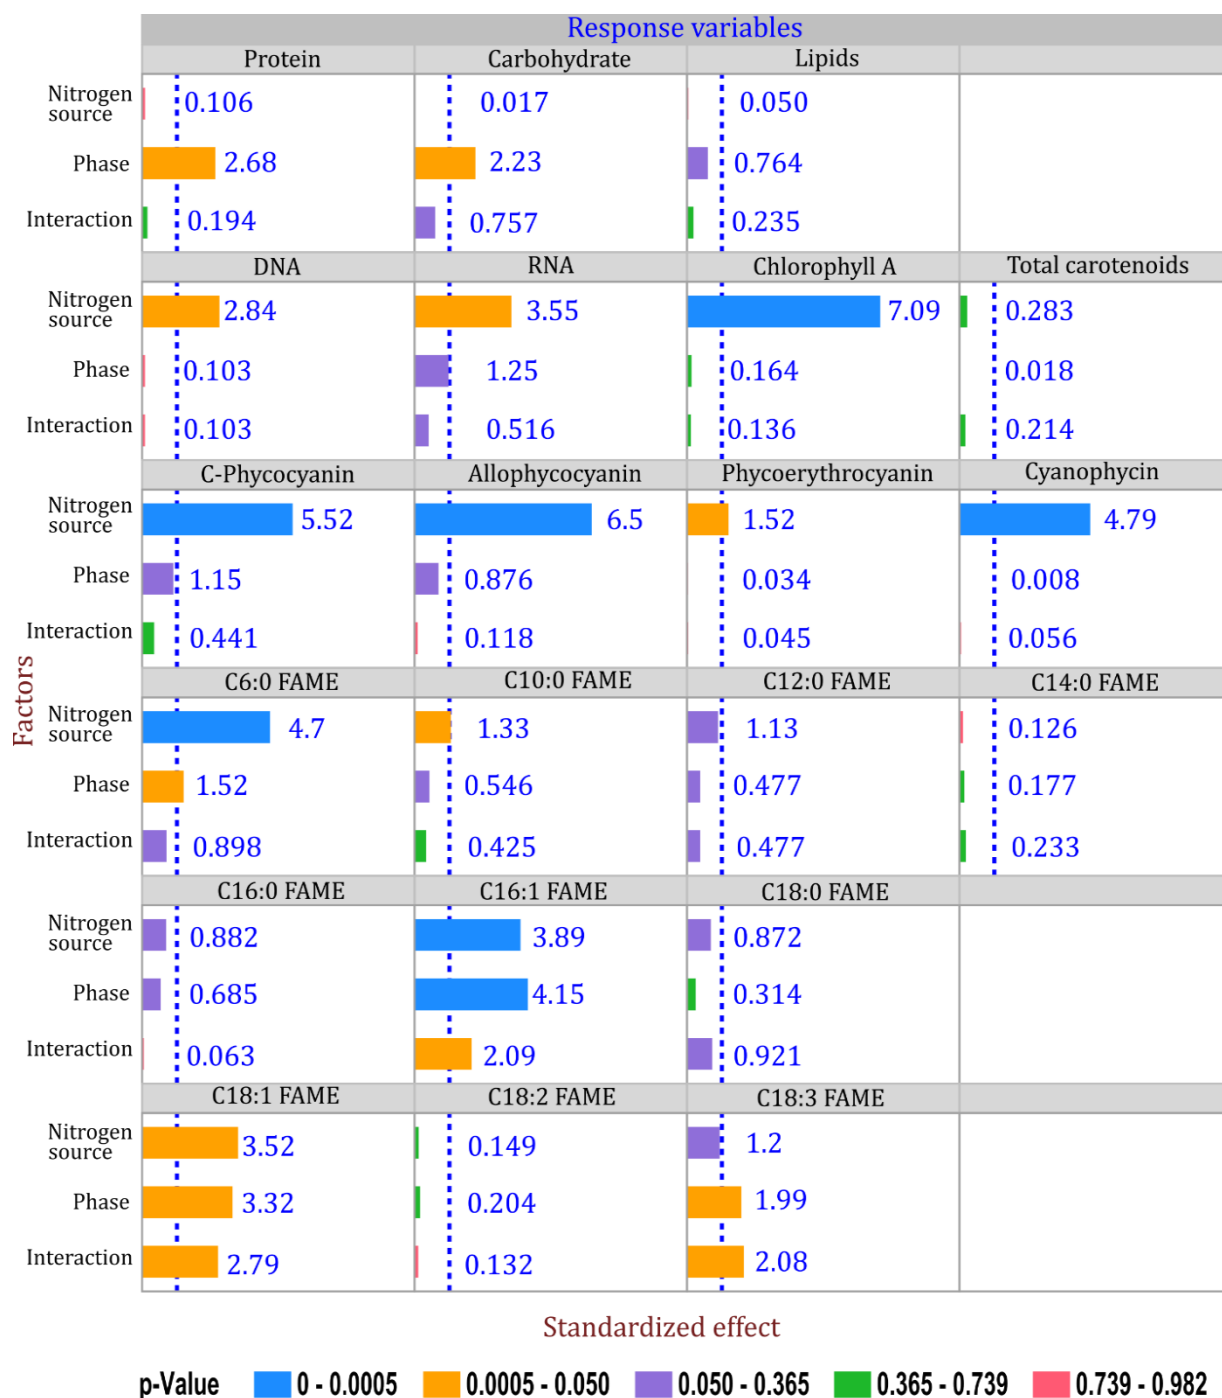 Response variables
Protein Carbohydrate Lipids
Nitrogen source 0.106 0.017 0.050
Phase 2.68 2.23 0.764
Interaction 0.194 0.757 0.235
DNA RNA Chlorophyll A Total carotenoids
Nitrogen source 2.84 3.55 7.09 0.283
Phase 0.103 1.25 0.164 0.018
Interaction 0.103 0.516 0.136 0.214
C-Phycocyanin Allophycocyanin Phycoerythrocyanin Cyanophycin
Nitrogen source 5.52 6.5 1.52 4.79
Phase 1.15 0.876 0.034 0.008
Interaction 0.441 0.118 0.045 0.056
C6:0 FAME C10:0 FAME C12:0 FAME C14:0 FAME
Nitrogen source 4.7 1.33 1.13 0.126
Phase 1.52 0.546 0.477 0.177
Interaction 0.898 0.425 0.477 0.233
C16:0 FAME C16:1 FAME C18:0 FAME
Nitrogen source 0.882 3.89 0.872
Phase 0.685 4.15 0.314
Interaction 0.063 2.09 0.921
C18:1 FAME C18:2 FAME C18:3 FAME
Nitrogen source 3.52 0.149 1.2
Phase 3.32 0.204 1.99
Interaction 2.79 0.132 2.08
Factors
Standardized effect
p-Value 0 - 0.0005 0.0005 - 0.050 0.050 - 0.365 0.365 - 0.739 0.739 - 0.982